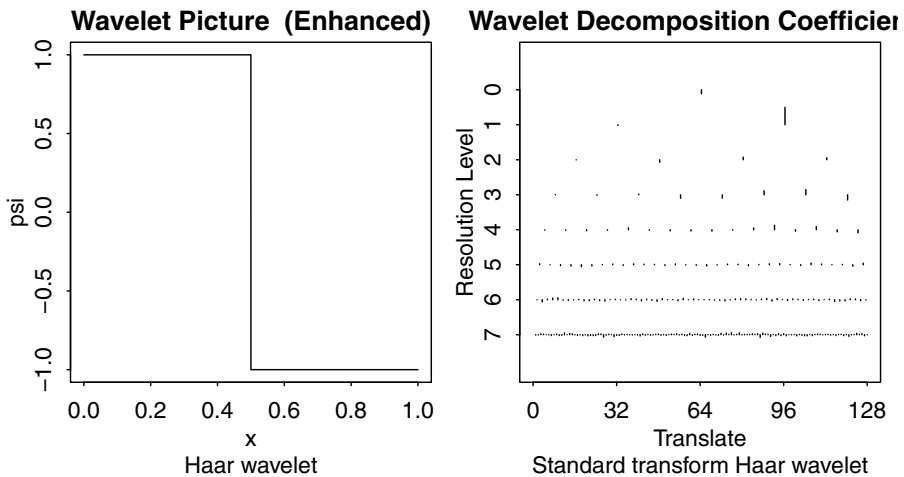 Wavelet Picture (Enhanced)
1.0
0.5
0.0
−0.5
−1.0
psi
0.0 0.2 0.4 0.6 0.8 1.0
x
Haar wavelet
Wavelet Decomposition Coefficien
0
1
2
3
4
5
6
7
Resolution Level
0 32 64 96 128
Translate
Standard transform Haar wavelet